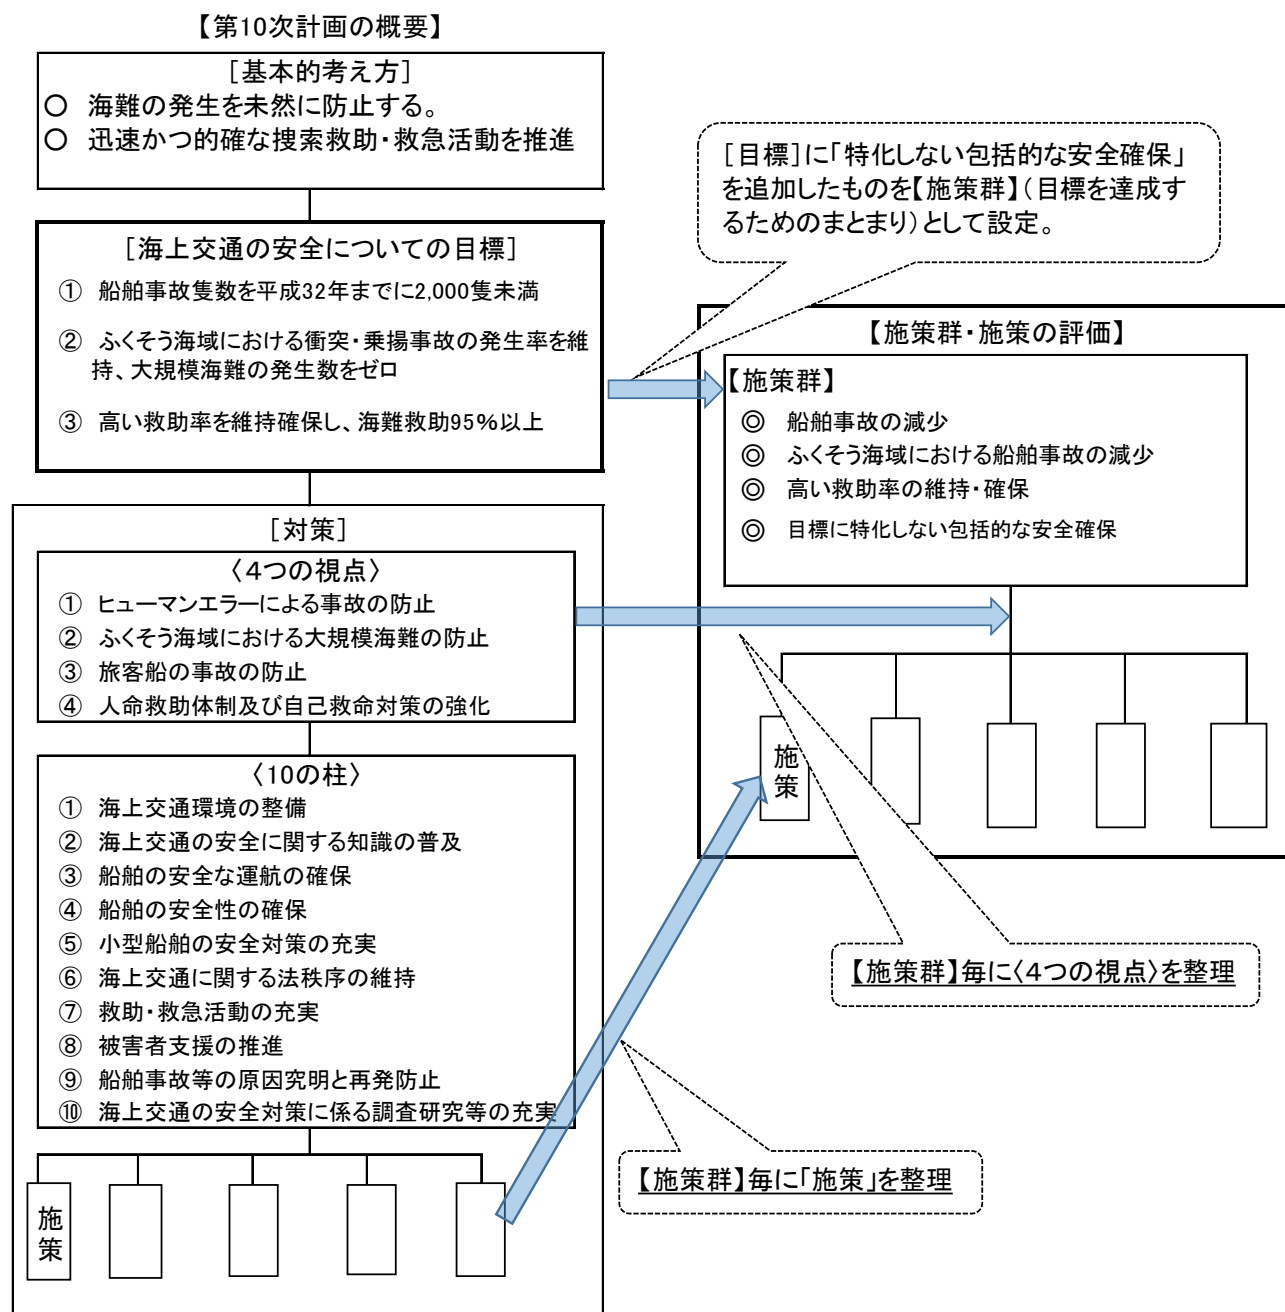 【第10次計画の概要】
[基本的考え方]
○ 海難の発生を未然に防止する。
○ 迅速かつ的確な捜索救助・救急活動を推進
[海上交通の安全についての目標]
① 船舶事故隻数を平成32年までに2,000隻未満
② ふくそう海域における衝突・乗揚事故の発生率を維
持、大規模海難の発生数をゼロ
③ 高い救助率を維持確保し、海難救助95%以上
[対策]
〈4つの視点〉
① ヒューマンエラーによる事故の防止
② ふくそう海域における大規模海難の防止
③ 旅客船の事故の防止
④ 人命救助体制及び自己救命対策の強化
〈10の柱〉
① 海上交通環境の整備
② 海上交通の安全に関する知識の普及
③ 船舶の安全な運航の確保
④ 船舶の安全性の確保
⑤ 小型船舶の安全対策の充実
⑥ 海上交通に関する法秩序の維持
⑦ 救助・救急活動の充実
⑧ 被害者支援の推進
⑨ 船舶事故等の原因究明と再発防止
⑩ 海上交通の安全対策に係る調査研究等の充実
施策
[目標]に「特化しない包括的な安全確保」
を追加したものを【施策群】(目標を達成す
るためのまとまり)として設定。
【施策群・施策の評価】
【施策群】
◎ 船舶事故の減少
◎ ふくそう海域における船舶事故の減少
◎ 高い救助率の維持・確保
◎ 目標に特化しない包括的な安全確保
施策
【施策群】毎に〈4つの視点〉を整理
【施策群】毎に「施策」を整理